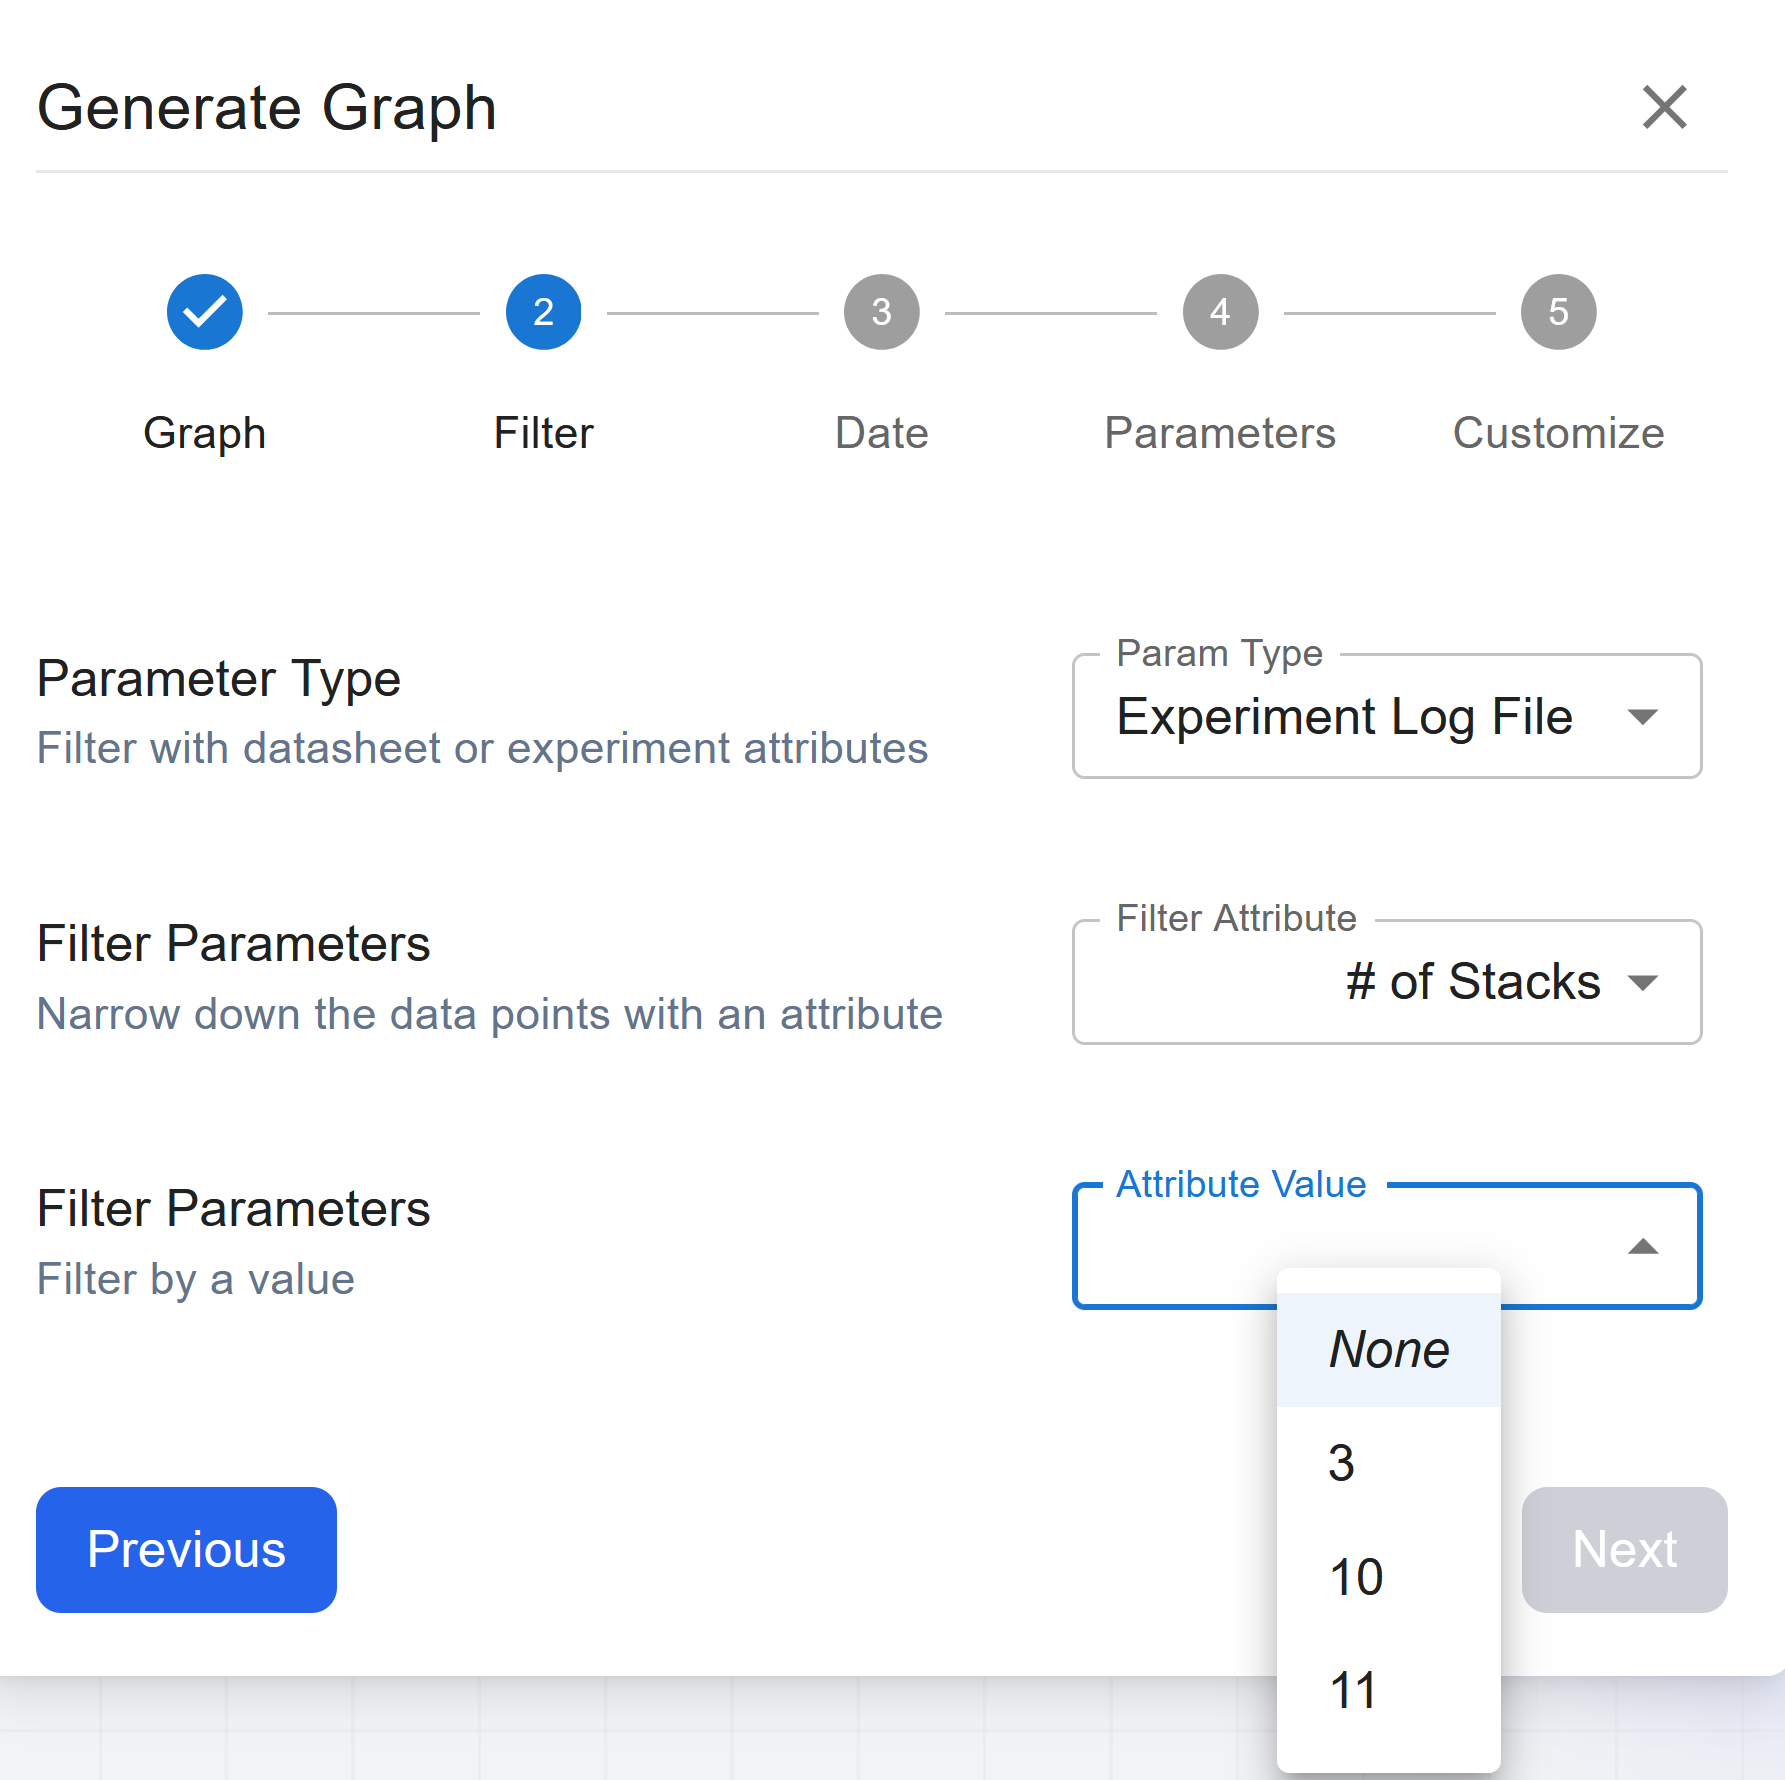 Generate Graph
2
3
4
5
Graph
Filter
Date
Parameters
Customize
Parameter Type
Filter with datasheet or experiment attributes
Param Type
Experiment Log File
Filter Parameters
Narrow down the data points with an attribute
Filter Attribute
# of Stacks
Filter Parameters
Filter by a value
Attribute Value
None
3
10
11
Previous
Next